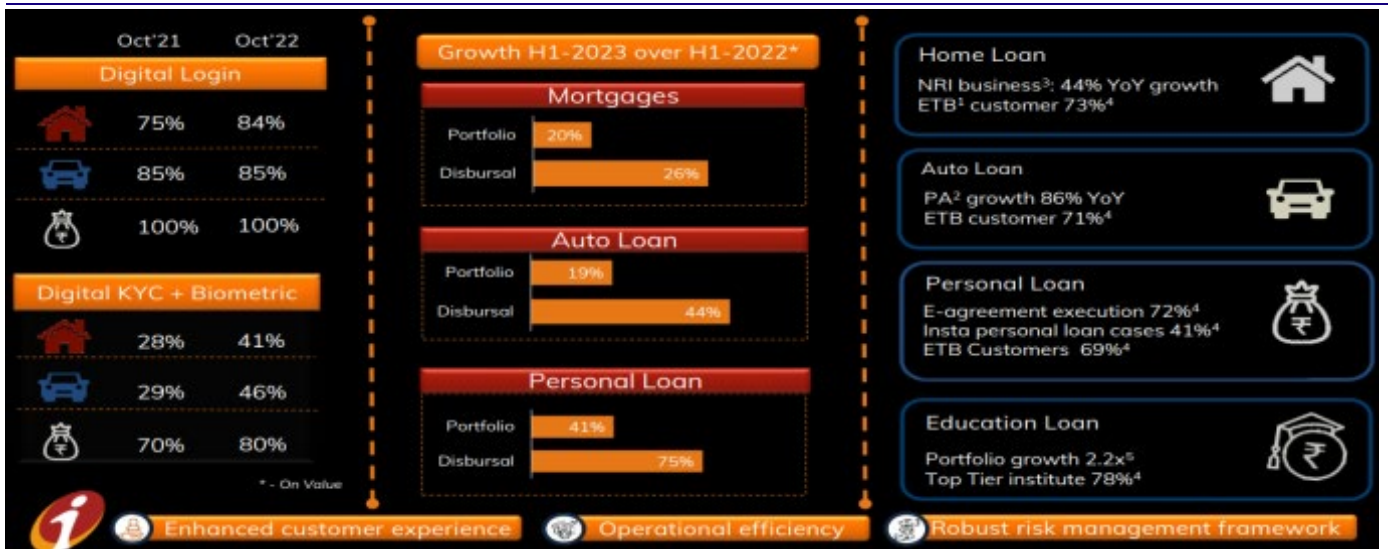 Oct'21 Oct'22
Digital Login
75% 84%
85% 85%
100% 100%
Digital KYC + Biometric
28% 41%
29% 46%
70% 80%
* - On Value
Growth H1-2023 over H1-2022*
Mortgages
Portfolio 20%
Disbursal 26%
Auto Loan
Portfolio 19%
Disbursal 44%
Personal Loan
Portfolio 41%
Disbursal 75%
Home Loan
NRI business³: 44% YoY growth
ETB¹ customer 73%⁴
Auto Loan
PA² growth 86% YoY
ETB customer 71%⁴
Personal Loan
E-agreement execution 72%⁴
Insta personal loan cases 41%⁴
ETB Customers 69%⁴
Education Loan
Portfolio growth 2.2x⁵
Top Tier institute 78%⁴
Enhanced customer experience
Operational efficiency
Robust risk management framework